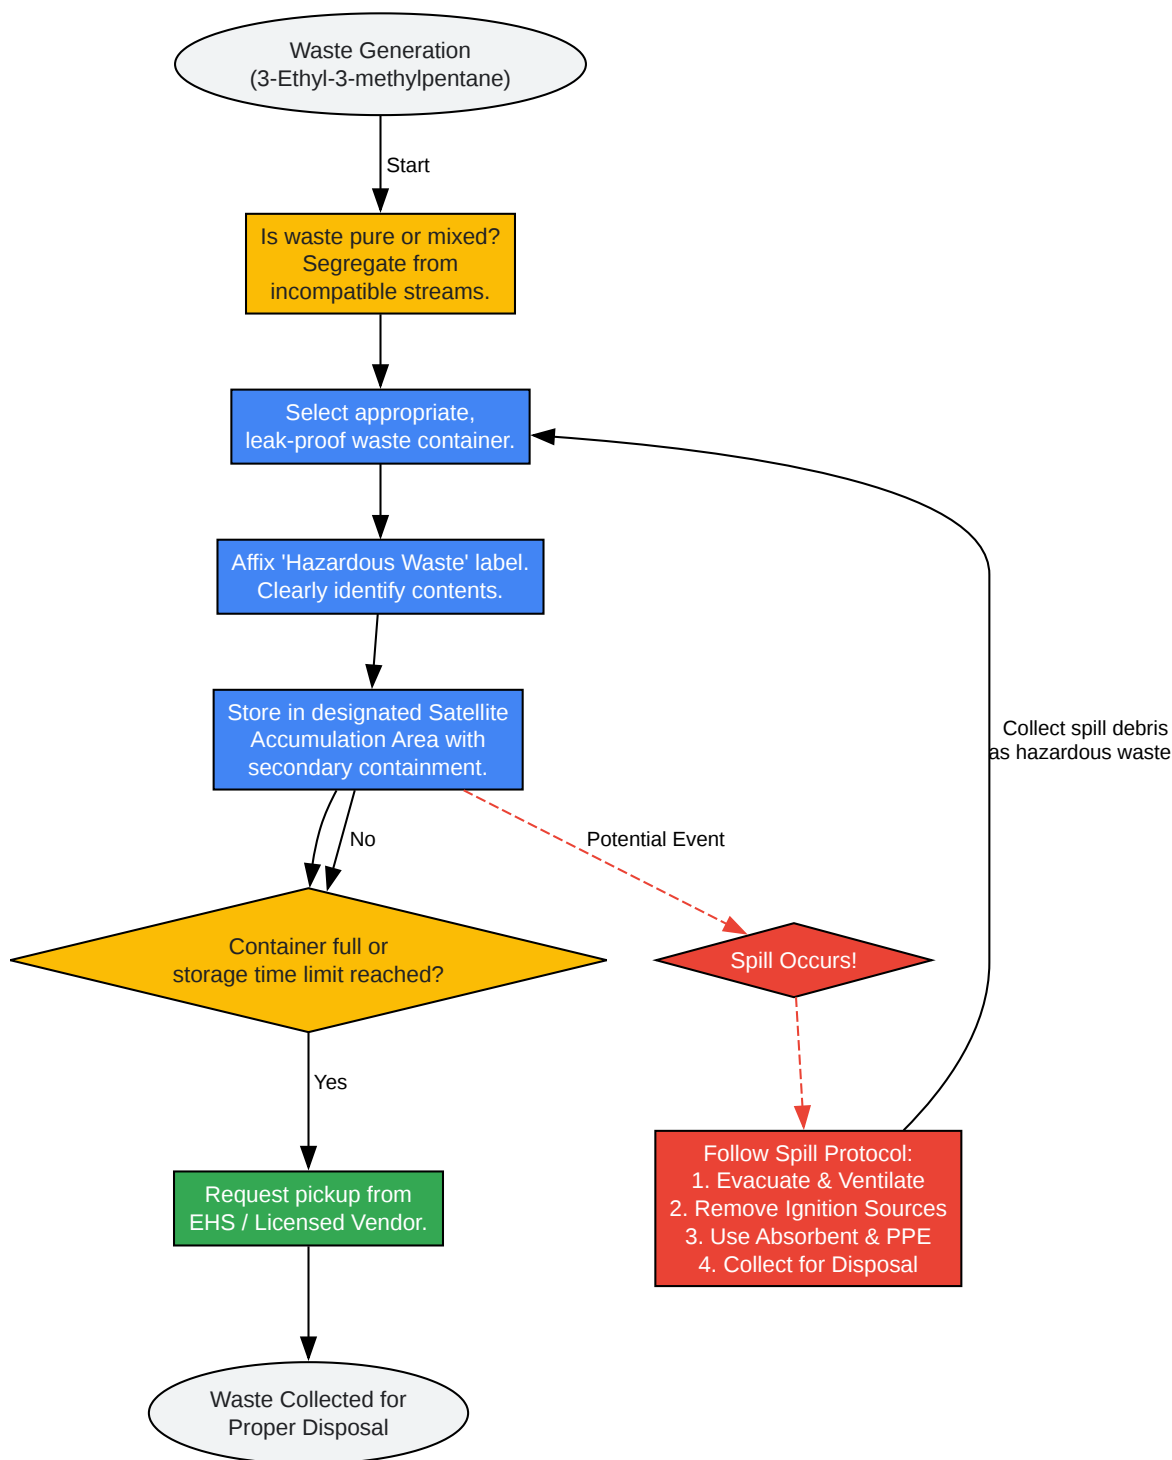 Waste Generation
(3-Ethyl-3-methylpentane)
Start
Is waste pure or mixed?
Segregate from
incompatible streams.
Select appropriate,
leak-proof waste container.
Affix 'Hazardous Waste' label.
Clearly identify contents.
Store in designated Satellite
Accumulation Area with
secondary containment.
Collect spill debris
as hazardous waste
No
Potential Event
Container full or
storage time limit reached?
Spill Occurs!
Yes
Request pickup from
EHS / Licensed Vendor.
Follow Spill Protocol:
1. Evacuate & Ventilate
2. Remove Ignition Sources
3. Use Absorbent & PPE
4. Collect for Disposal
Waste Collected for
Proper Disposal